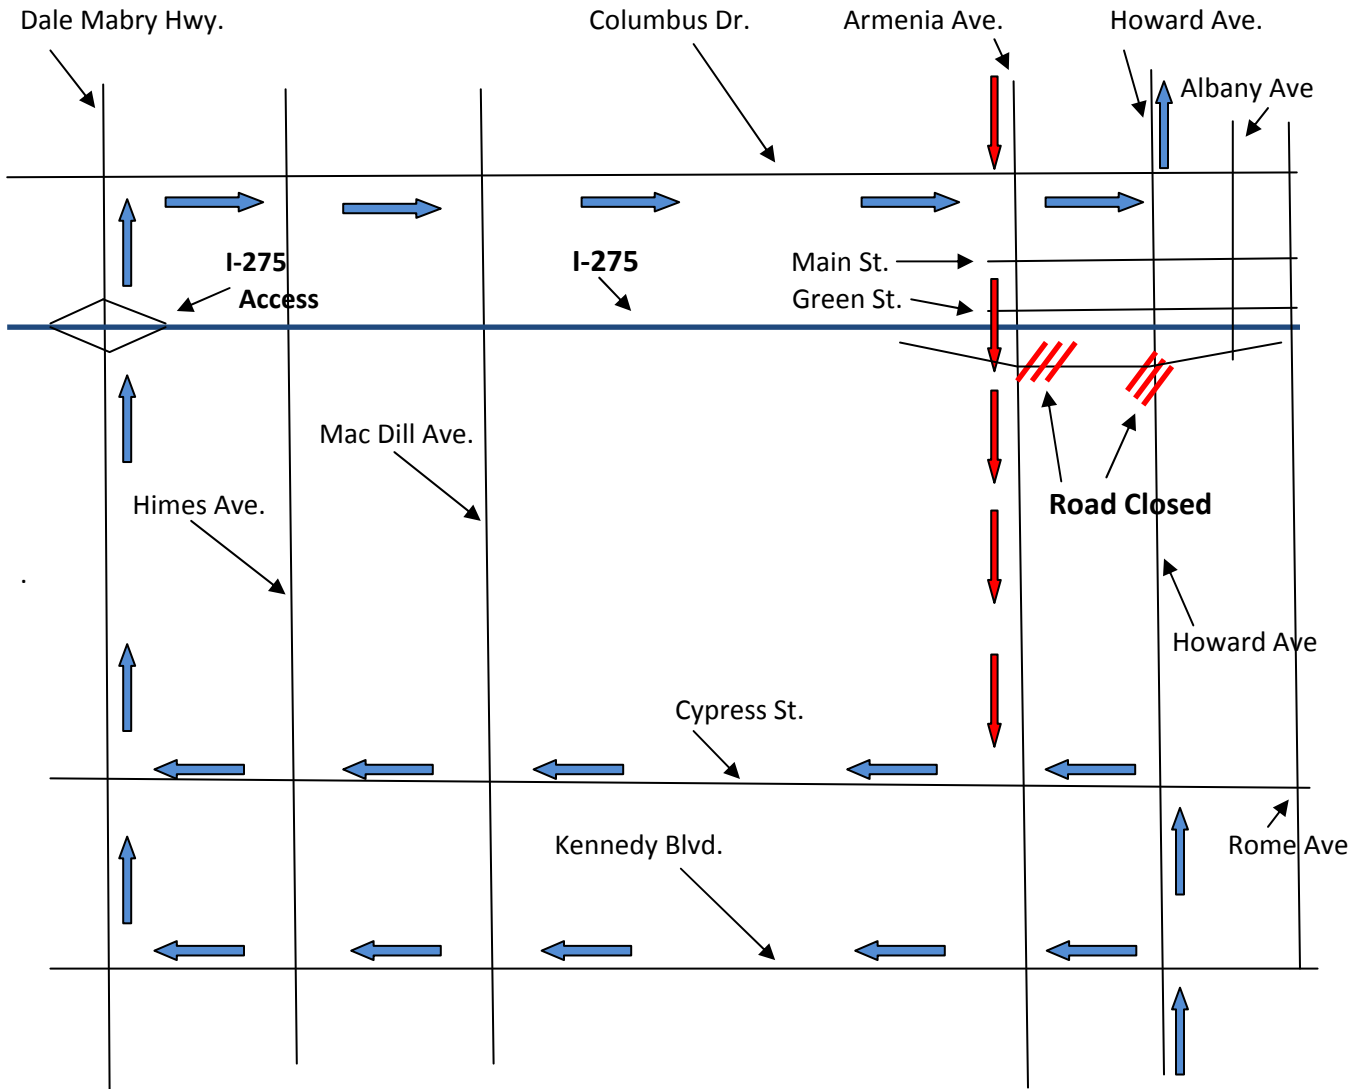 Dale Mabry Hwy.
Columbus Dr.
Armenia Ave.
Howard Ave.
Albany Ave
I-275
Access
I-275
Main St.
Green St.
Mac Dill Ave.
Himes Ave.
Road Closed
.
Howard Ave
Cypress St.
Kennedy Blvd.
Rome Ave